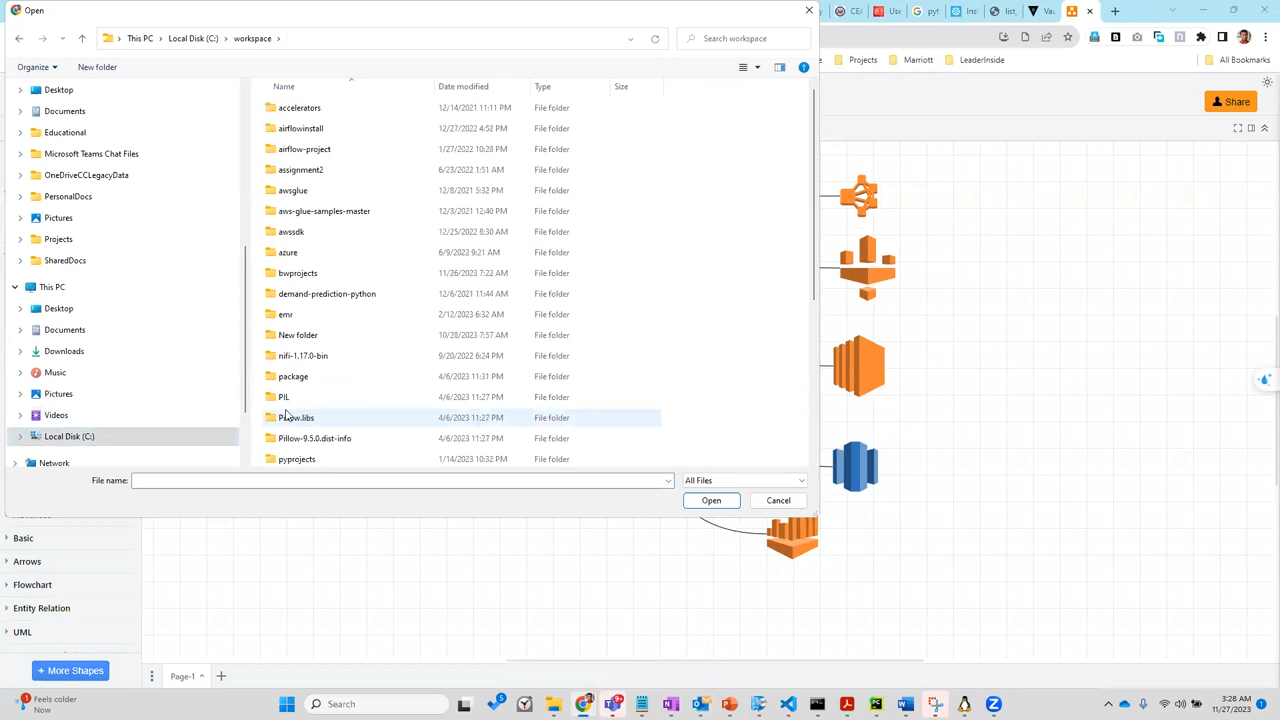 Open
CE/
Use
pyt
Inst
list_
Va
This PC
Local Disk (C:)
workspace
Search workspace
Organize
New folder
Projects
Marriott
LeaderInside
All Bookmarks
Name
Date modified
Type
Size
Share
Desktop
Documents
Educational
Microsoft Teams Chat Files
OneDriveCCLegacyData
PersonalDocs
Pictures
Projects
SharedDocs
This PC
Desktop
Documents
Downloads
Music
Pictures
Videos
Local Disk (C:)
Network
accelerators 12/14/2021 11:11 PM File folder
airflowinstall 12/27/2022 4:52 PM File folder
airflow-project 1/27/2022 10:28 PM File folder
assignment2 6/23/2022 1:51 AM File folder
awsglue 12/8/2021 5:32 PM File folder
aws-glue-samples-master 12/3/2021 12:40 PM File folder
awssdk 12/25/2022 8:30 AM File folder
azure 6/9/2022 9:21 AM File folder
bwprojects 11/26/2023 7:22 AM File folder
demand-prediction-python 12/6/2021 11:44 AM File folder
emr 2/12/2023 6:32 AM File folder
New folder 10/28/2023 7:57 AM File folder
nifi-1.17.0-bin 9/20/2022 6:24 PM File folder
package 4/6/2023 11:31 PM File folder
PIL 4/6/2023 11:27 PM File folder
Pillow.libs 4/6/2023 11:27 PM File folder
Pillow-9.5.0.dist-info 4/6/2023 11:27 PM File folder
pyprojects 1/14/2023 10:32 PM File folder
File name:
All Files
Open
Cancel
Basic
Arrows
Flowchart
Entity Relation
UML
+ More Shapes
Page-1
Feels colder
Now
Search
3:28 AM
11/27/2023